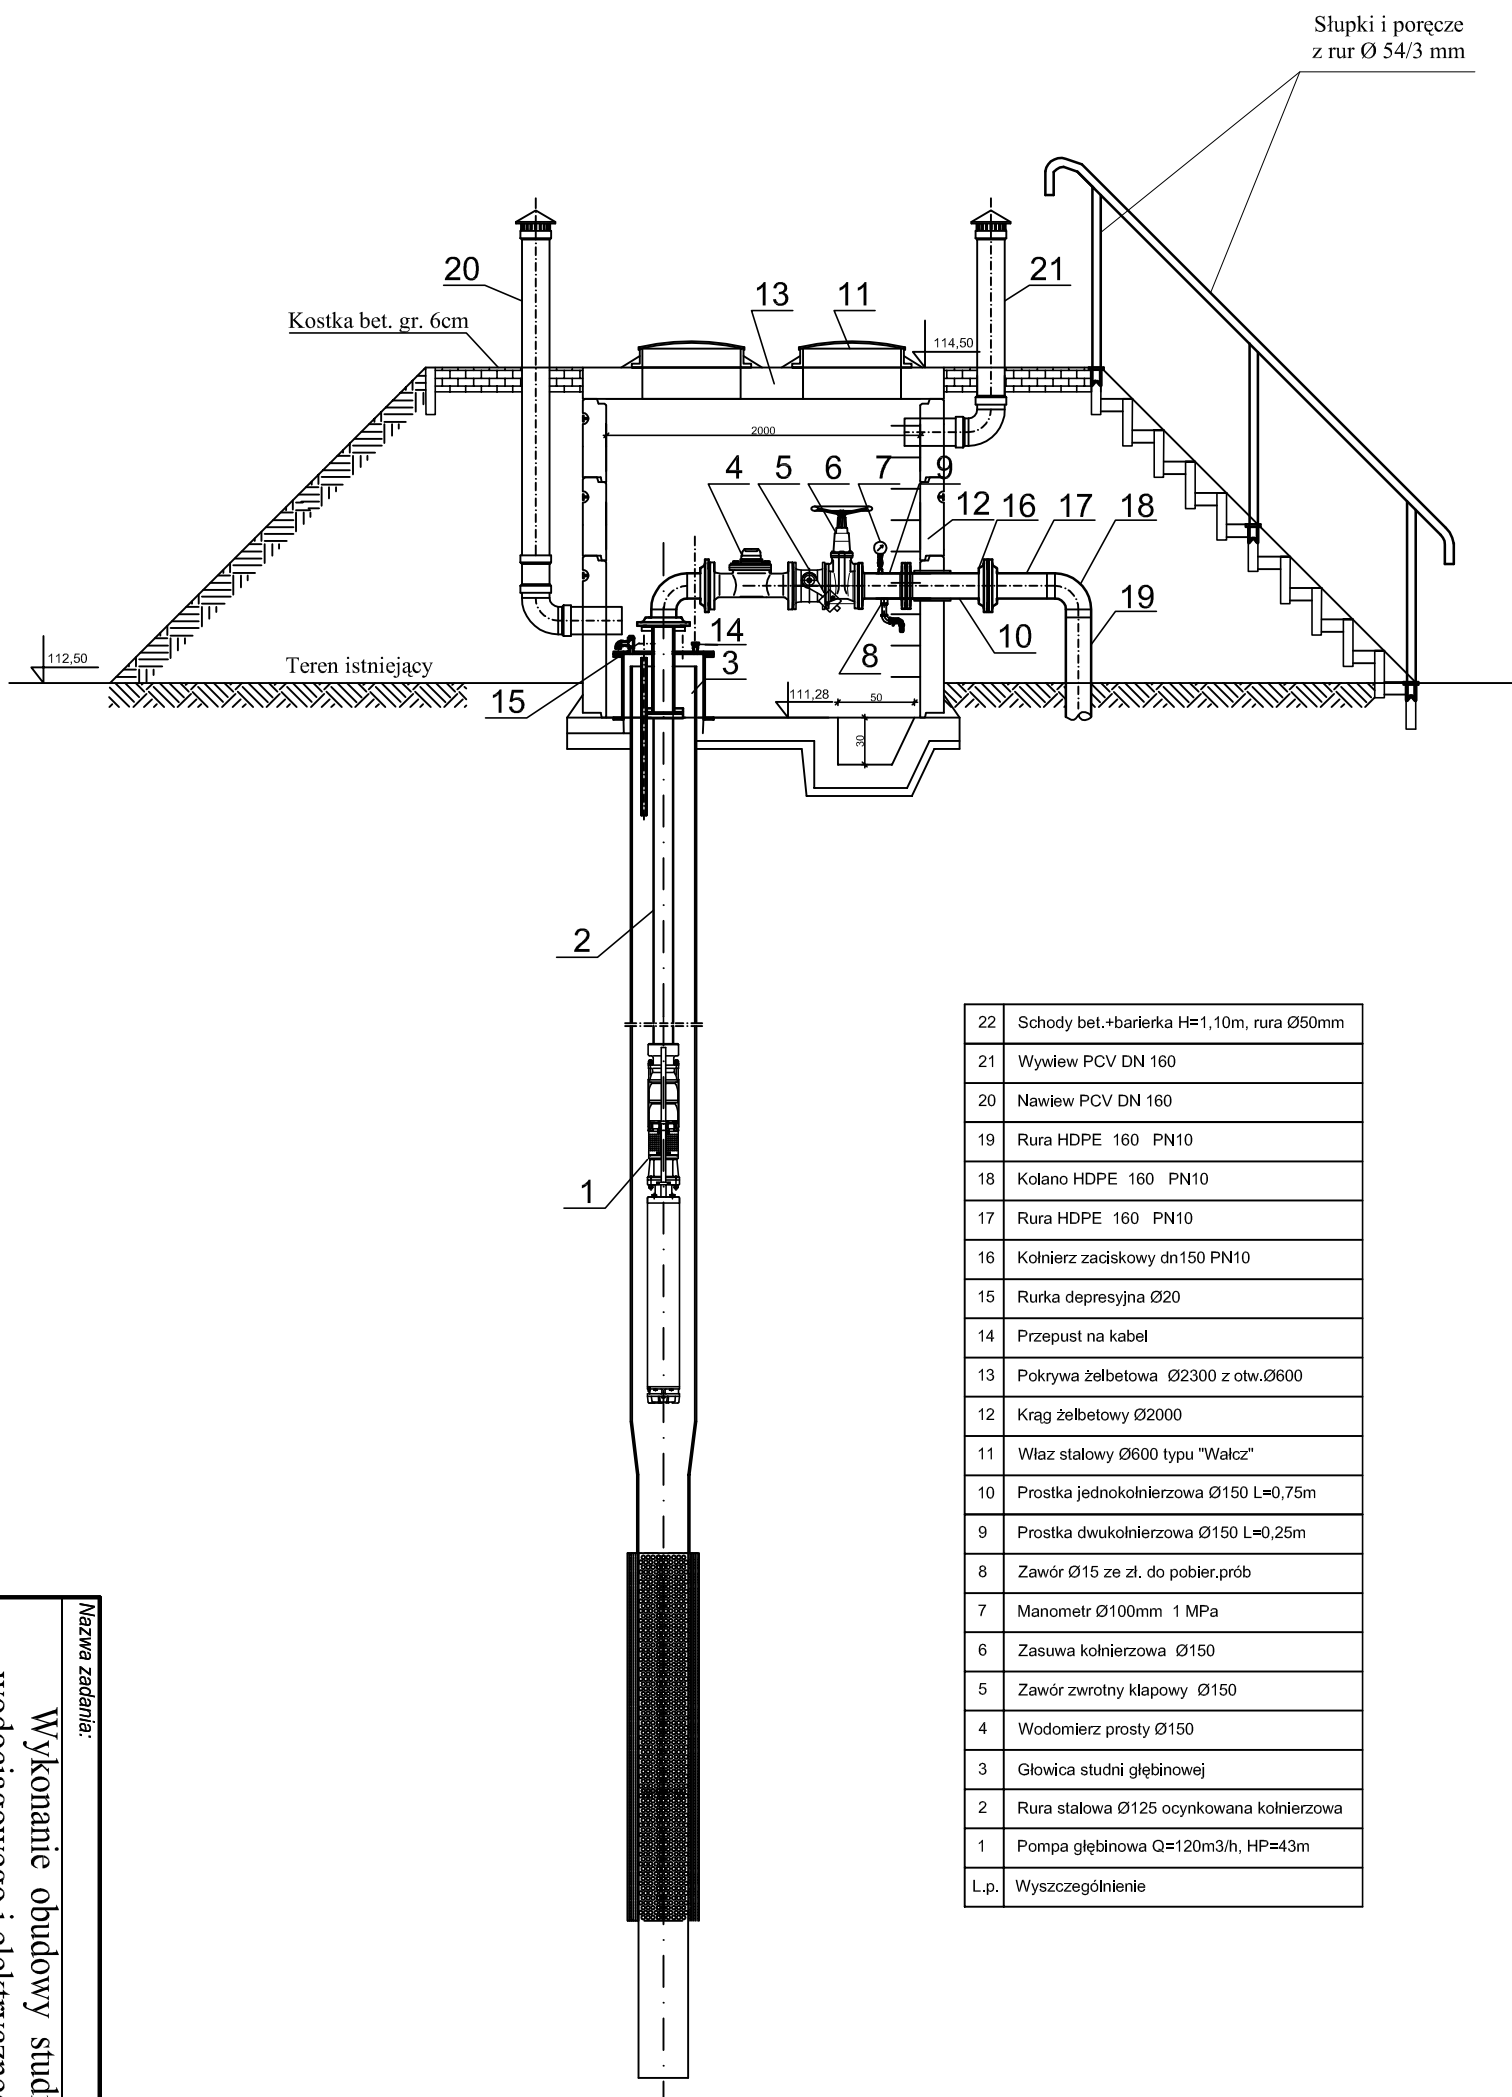 Słupki i poręcze
z rur Ø 54/3 mm
20
21
13
11
Kostka bet. gr. 6cm
114,50
2000
4
5
6
7
9
12
16
17
18
19
10
8
14
3
15
112,50
Teren istniejący
111,28
50
30
2
1
22 Schody bet.+barierka H=1,10m, rura Ø50mm
21 Wywiew PCV DN 160
20 Nawiew PCV DN 160
19 Rura HDPE 160 PN10
18 Kolano HDPE 160 PN10
17 Rura HDPE 160 PN10
16 Kołnierz zaciskowy dn150 PN10
15 Rurka depresyjna Ø20
14 Przepust na kabel
13 Pokrywa żelbetowa Ø2300 z otw.Ø600
12 Krąg żelbetowy Ø2000
11 Właz stalowy Ø600 typu "Wałcz"
10 Prostka jednokołnierzowa Ø150 L=0,75m
9 Prostka dwukołnierzowa Ø150 L=0,25m
8 Zawór Ø15 ze zł. do pobier.prób
7 Manometr Ø100mm 1 MPa
6 Zasuwa kołnierzowa Ø150
5 Zawór zwrotny klapowy Ø150
4 Wodomierz prosty Ø150
3 Głowica studni głębinowej
2 Rura stalowa Ø125 ocynkowana kołnierzowa
1 Pompa głębinowa Q=120m3/h, HP=43m
L.p. Wyszczególnienie
Nazwa zadania:
Wykonanie obudowy